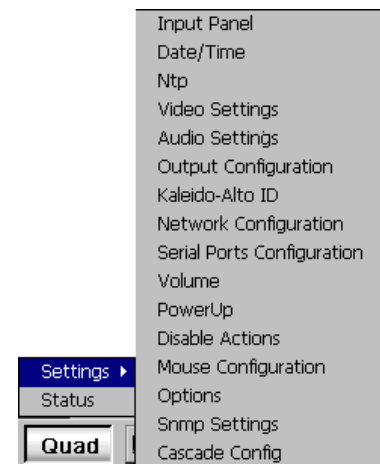 Input Panel
Date/Time
Ntp
Video Settings
Audio Settings
Output Configuration
Kaleido-Alto ID
Network Configuration
Serial Ports Configuration
Volume
PowerUp
Disable Actions
Mouse Configuration
Options
Snmp Settings
Cascade Config
Settings
Status
Quad